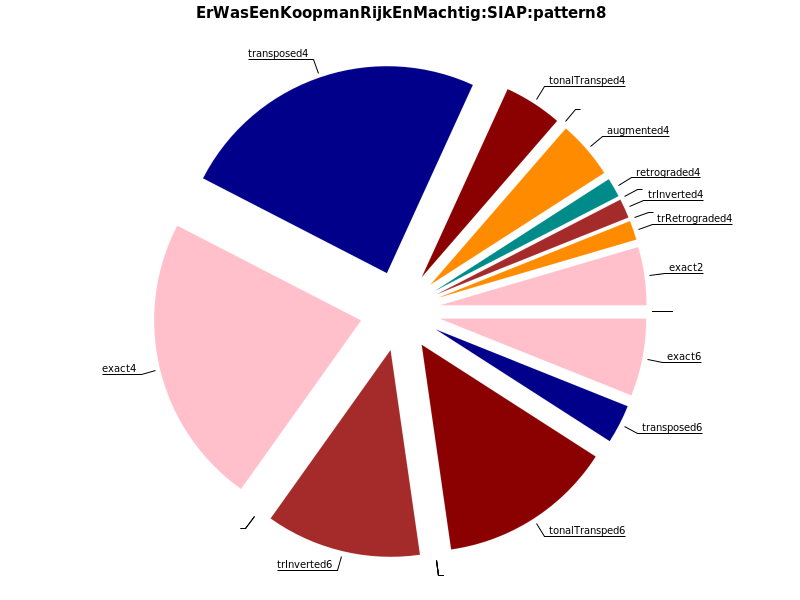 ErWasEenKoopmanRijkEnMachtig:SIAP:pattern8
transposed4
tonalTransped4
augmented4
retrograded4
trInverted4
trRetrograded4
exact2
exact4
exact6
transposed6
tonalTransped6
trInverted6